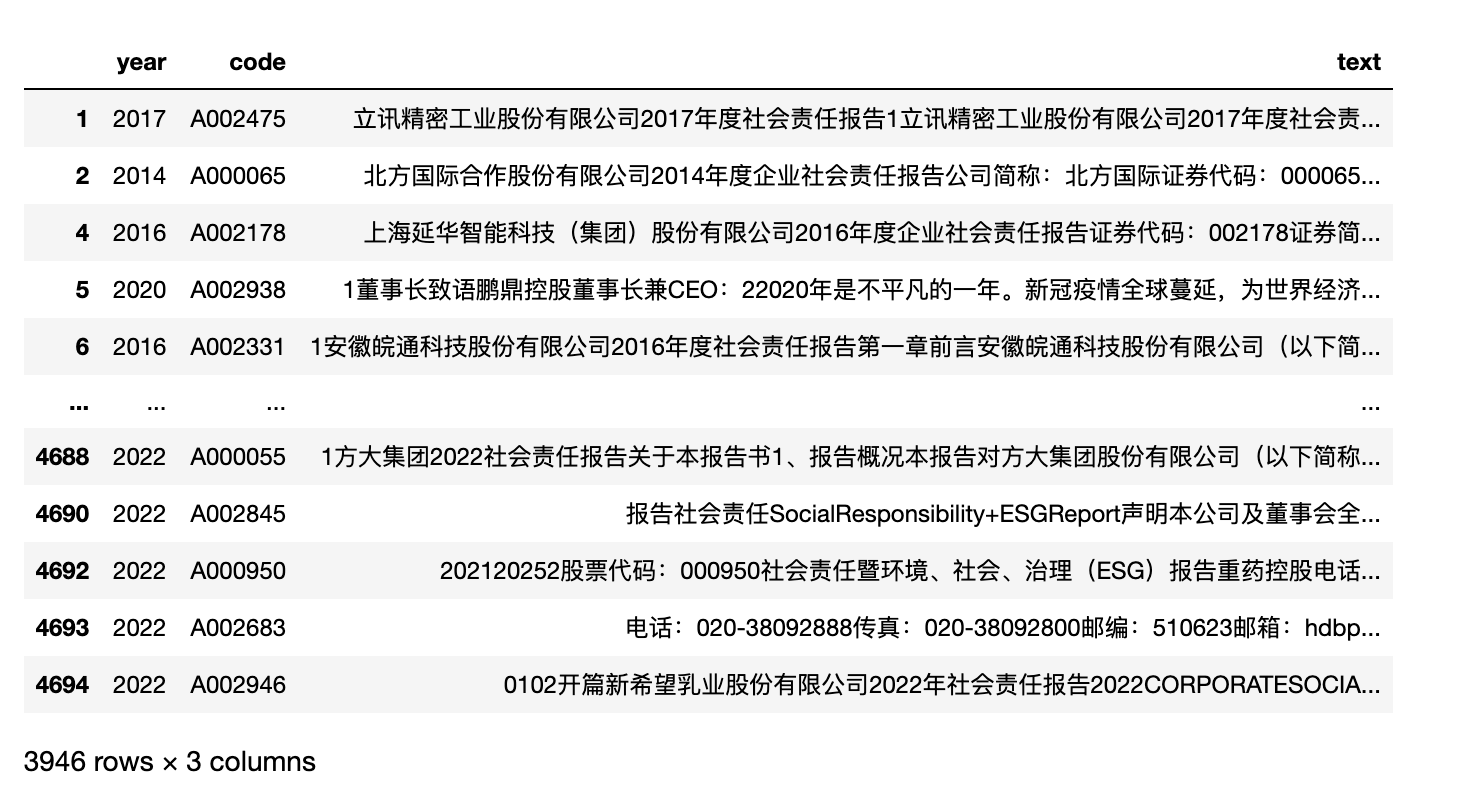 year code text
1 2017 A002475 立讯精密工业股份有限公司2017年度社会责任报告1立讯精密工业股份有限公司2017年度社会责...
2 2014 A000065 北方国际合作股份有限公司2014年度企业社会责任报告公司简称：北方国际证券代码：000065...
4 2016 A002178 上海延华智能科技（集团）股份有限公司2016年度企业社会责任报告证券代码：002178证券简...
5 2020 A002938 1董事长致语鹏鼎控股董事长兼CEO：22020年是不平凡的一年。新冠疫情全球蔓延，为世界经济...
6 2016 A002331 1安徽皖通科技股份有限公司2016年度社会责任报告第一章前言安徽皖通科技股份有限公司（以下简...
... ... ... ...
4688 2022 A000055 1方大集团2022社会责任报告关于本报告书1、报告概况本报告对方大集团股份有限公司（以下简称...
4690 2022 A002845 报告社会责任SocialResponsibility+ESGReport声明本公司及董事会全...
4692 2022 A000950 202120252股票代码：000950社会责任暨环境、社会、治理（ESG）报告重药控股电话...
4693 2022 A002683 电话：020-38092888传真：020-38092800邮编：510623邮箱：hdbp...
4694 2022 A002946 0102开篇新希望乳业股份有限公司2022年社会责任报告2022CORPORATESOCIA...
3946 rows × 3 columns